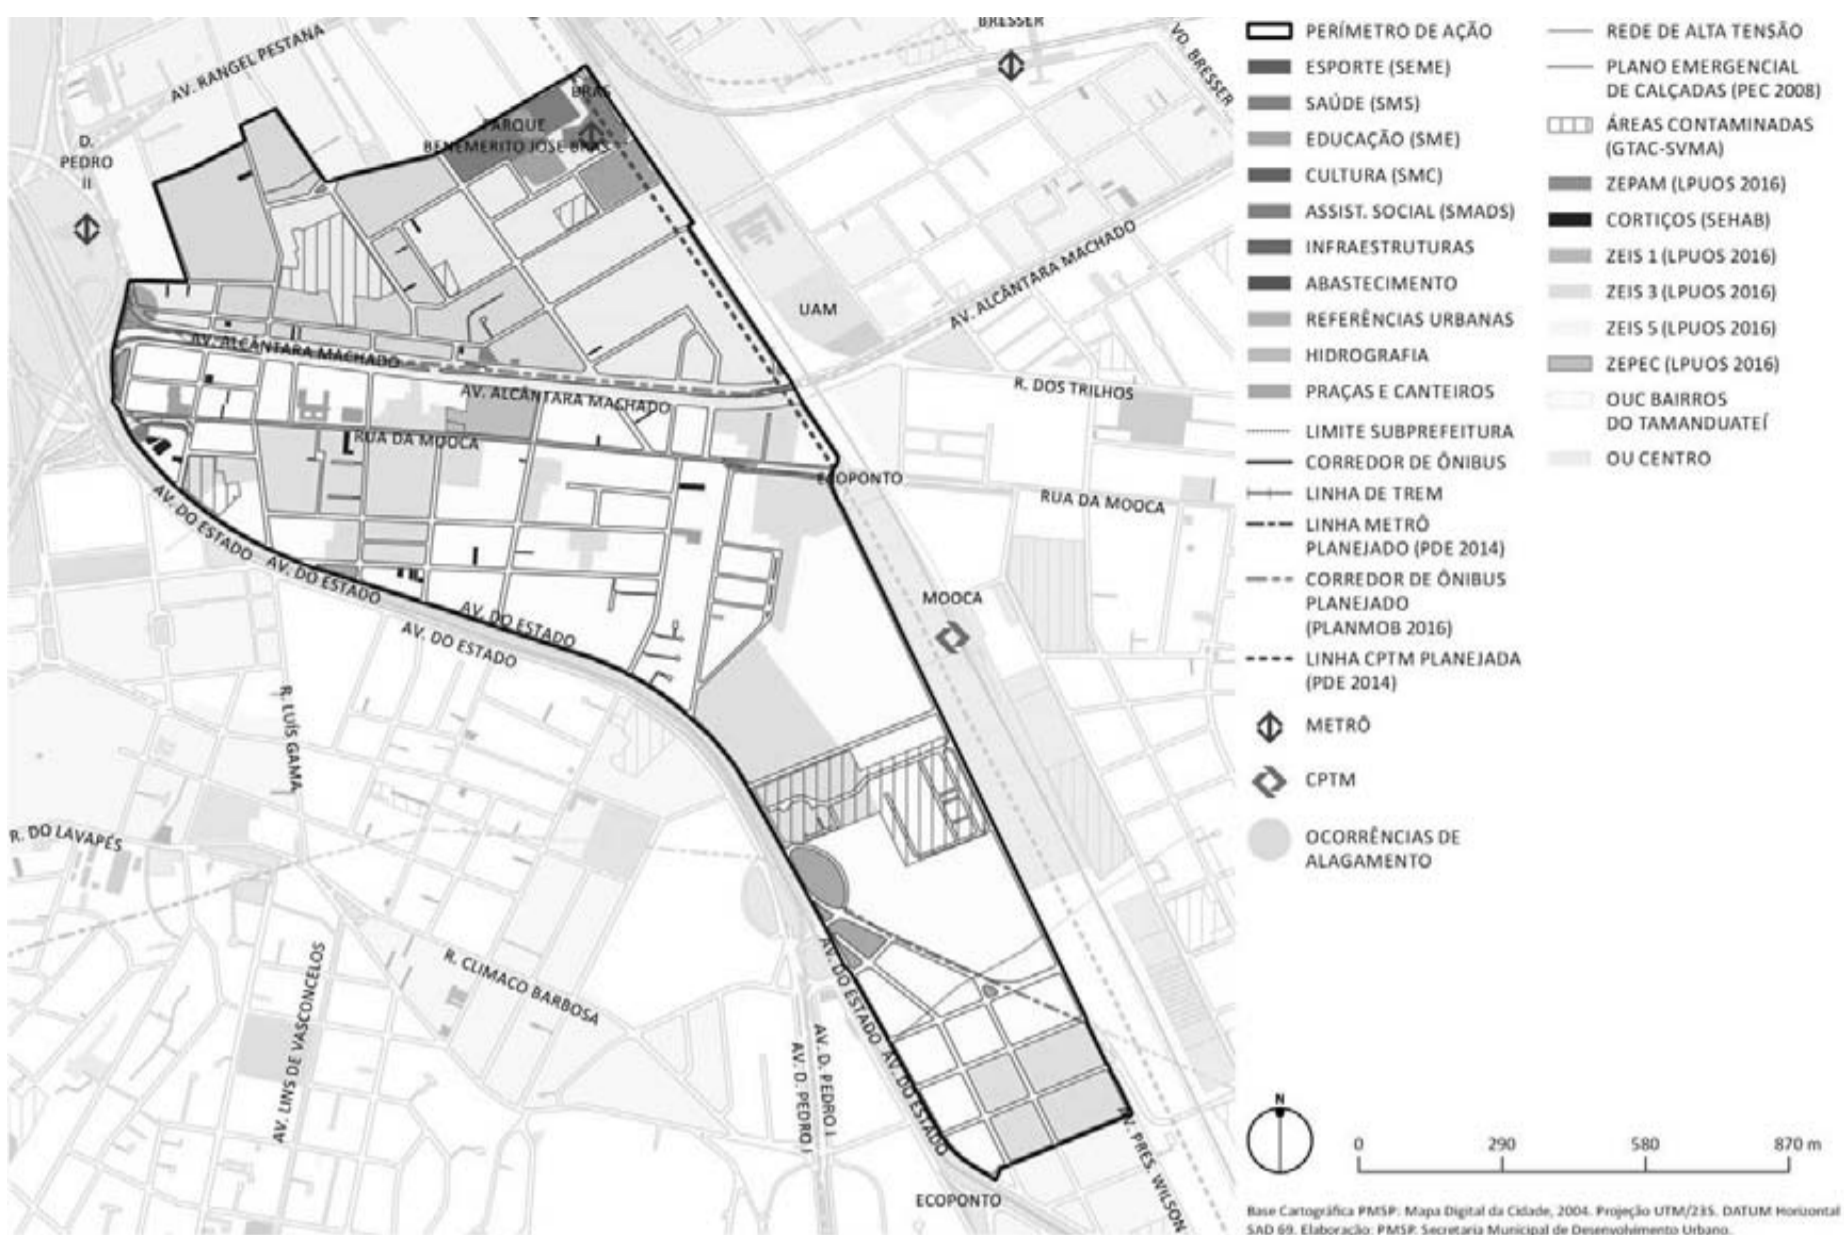 BRESSER
VD. BRESSER
AV. RANGEL PESTANA
BRÁS
D.
PEDRO
II
PARQUE
BENEMÉRITO JOSÉ BRÁS
UAM
AV. ALCÂNTARA MACHADO
AV. ALCÂNTARA MACHADO
AV. ALCÂNTARA MACHADO
R. DOS TRILHOS
RUA DA MOOCA
ECOPONTO
RUA DA MOOCA
AV. DO ESTADO
AV. DO ESTADO
AV. DO ESTADO
AV. DO ESTADO
MOOCA
R. LUÍS GAMA
R. DO LAVAPÉS
R. CLIMACO BARBOSA
AV. LINS DE VASCONCELOS
AV. DO ESTADO
AV. DO ESTADO
AV. D. PEDRO I
AV. D. PEDRO I
AV. PRES. WILSON
ECOPONTO
PERÍMETRO DE AÇÃO
ESPORTE (SEME)
SAÚDE (SMS)
EDUCAÇÃO (SME)
CULTURA (SMC)
ASSIST. SOCIAL (SMADS)
INFRAESTRUTURAS
ABASTECIMENTO
REFERÊNCIAS URBANAS
HIDROGRAFIA
PRAÇAS E CANTEIROS
LIMITE SUBPREFEITURA
CORREDOR DE ÔNIBUS
LINHA DE TREM
LINHA METRÔ
PLANEJADO (PDE 2014)
CORREDOR DE ÔNIBUS
PLANEJADO
(PLANMOB 2016)
LINHA CPTM PLANEJADA
(PDE 2014)
METRÔ
CPTM
OCORRÊNCIAS DE
ALAGAMENTO
REDE DE ALTA TENSÃO
PLANO EMERGENCIAL
DE CALÇADAS (PEC 2008)
ÁREAS CONTAMINADAS
(GTAC-SVMA)
ZEPAM (LPUOS 2016)
CORTIÇOS (SEHAB)
ZEIS 1 (LPUOS 2016)
ZEIS 3 (LPUOS 2016)
ZEIS 5 (LPUOS 2016)
ZEPEC (LPUOS 2016)
OUC BAIRROS
DO TAMANDUATEÍ
OU CENTRO
N
0 290 580 870 m
Base Cartográfica PMSP: Mapa Digital da Cidade, 2004. Projeção UTM/23S. DATUM Horizontal
SAD 69. Elaboração: PMSP. Secretaria Municipal de Desenvolvimento Urbano.